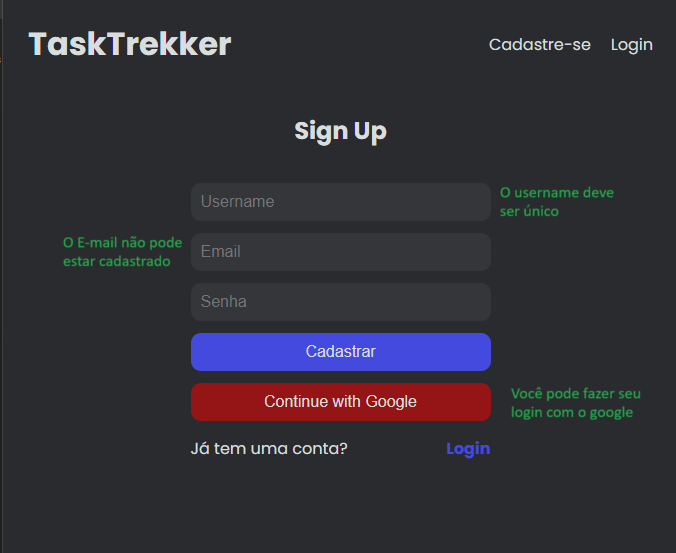 TaskTrekker
Cadastre-se Login
Sign Up
Username
O username deve
ser único
O E-mail não pode
estar cadastrado
Email
Senha
Cadastrar
Continue with Google
Você pode fazer seu
login com o google
Já tem uma conta? Login